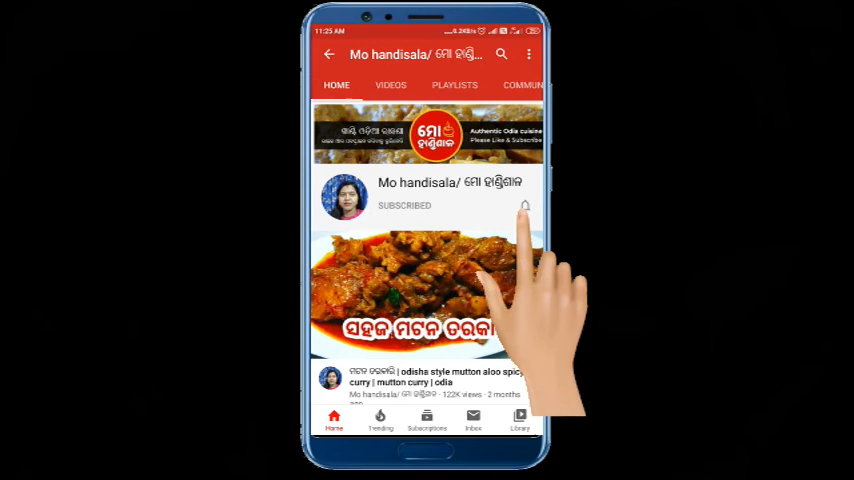 11:25 AM
Mo handisala/ ମୋ ହାଣ୍ଡି...
HOME VIDEOS PLAYLISTS COMMUN
ମୋ
ହାଣ୍ଡିଶାଳ
Authentic Odia cuisine
Please Like & Subscribe
Mo handisala/ ମୋ ହାଣ୍ଡିଶାଳ
SUBSCRIBED
ସହଜ ମଟନ ତରକା
ମଟନ ତରକାରି | odisha style mutton aloo spicy
curry | mutton curry | odia
Mo handisala/ ମୋ ହାଣ୍ଡିଶାଳ · 122K views · 2 months
Home Trending Subscriptions Inbox Library